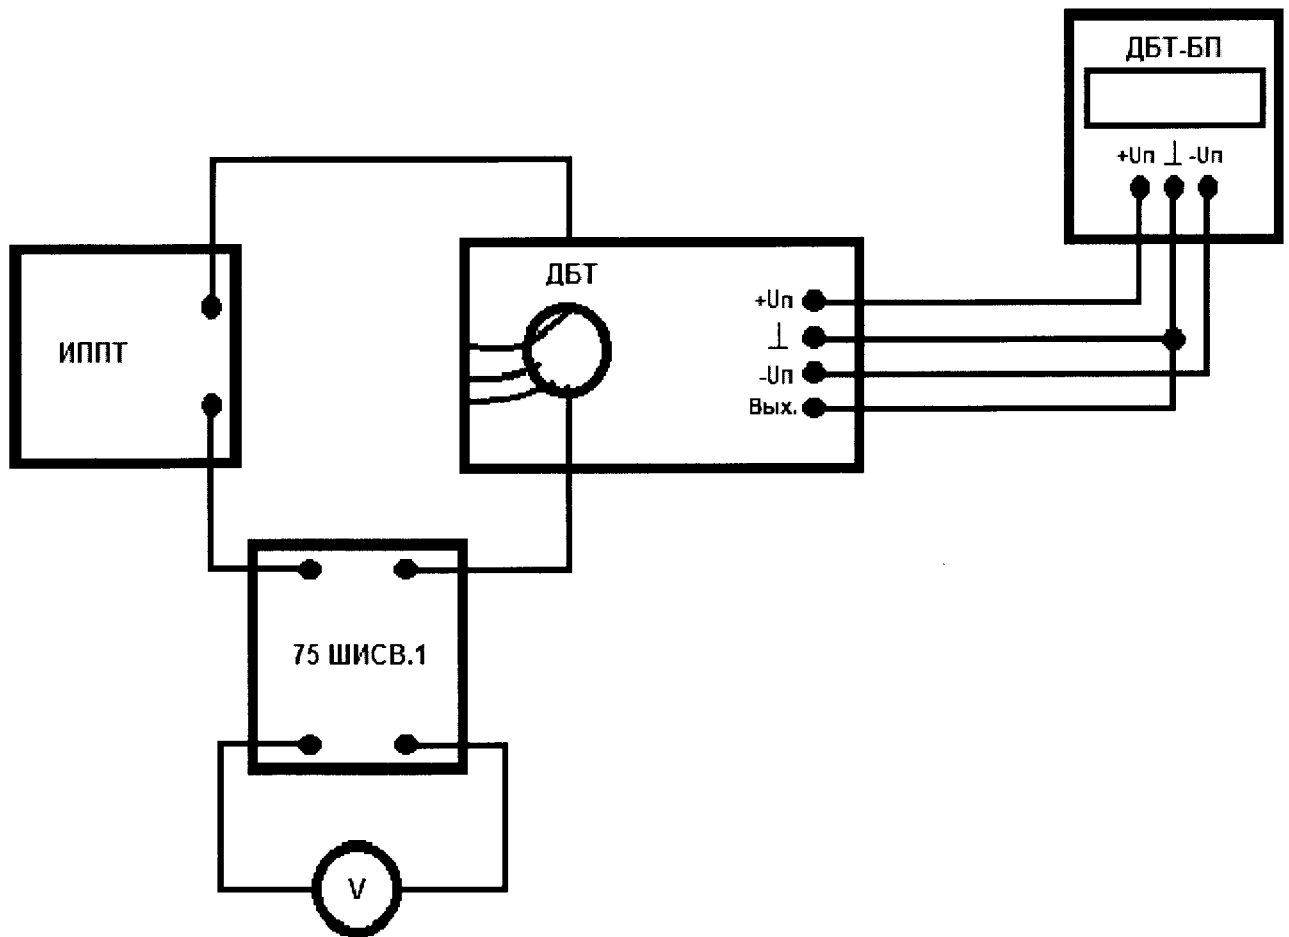 ДБТ-БП
+Uп ⊥ -Uп
ДБТ
+Uп
⊥
-Uп
Вых.
ИППТ
75 ШИСВ.1
V